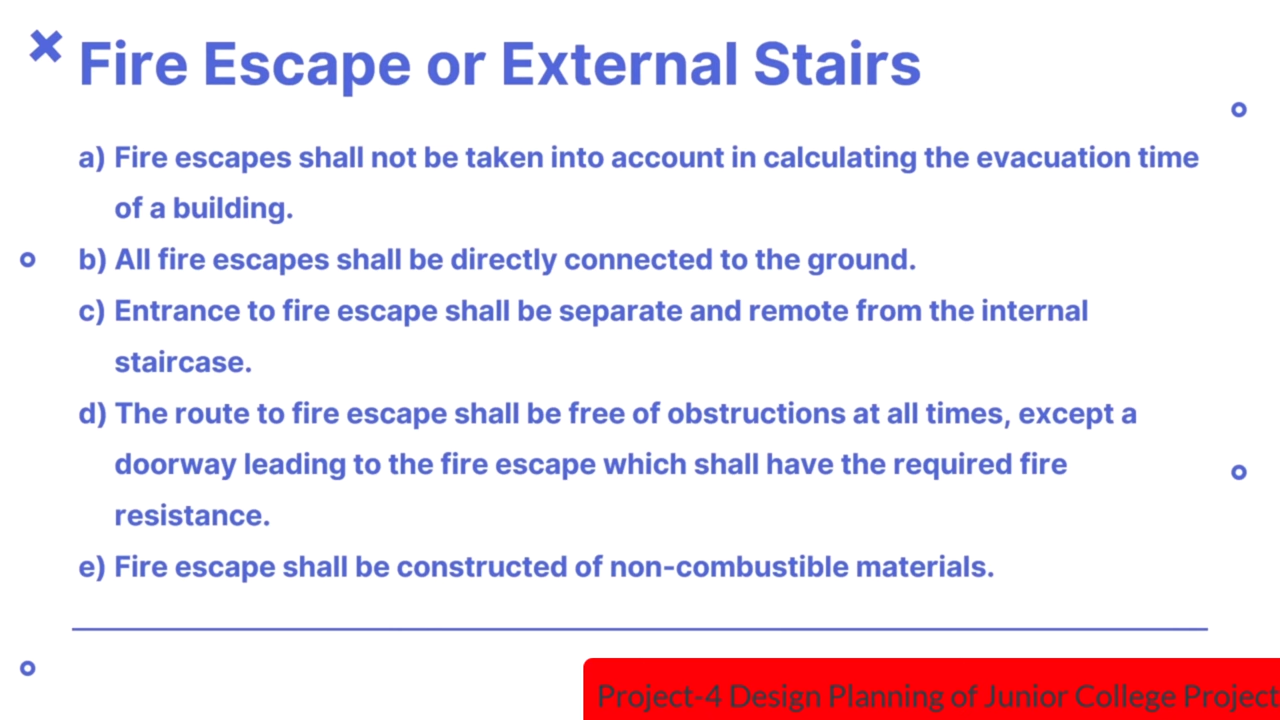 Fire Escape or External Stairs
a) Fire escapes shall not be taken into account in calculating the evacuation time
of a building.
b) All fire escapes shall be directly connected to the ground.
c) Entrance to fire escape shall be separate and remote from the internal
staircase.
d) The route to fire escape shall be free of obstructions at all times, except a
doorway leading to the fire escape which shall have the required fire
resistance.
e) Fire escape shall be constructed of non-combustible materials.
Project-4 Design Planning of Junior College Project